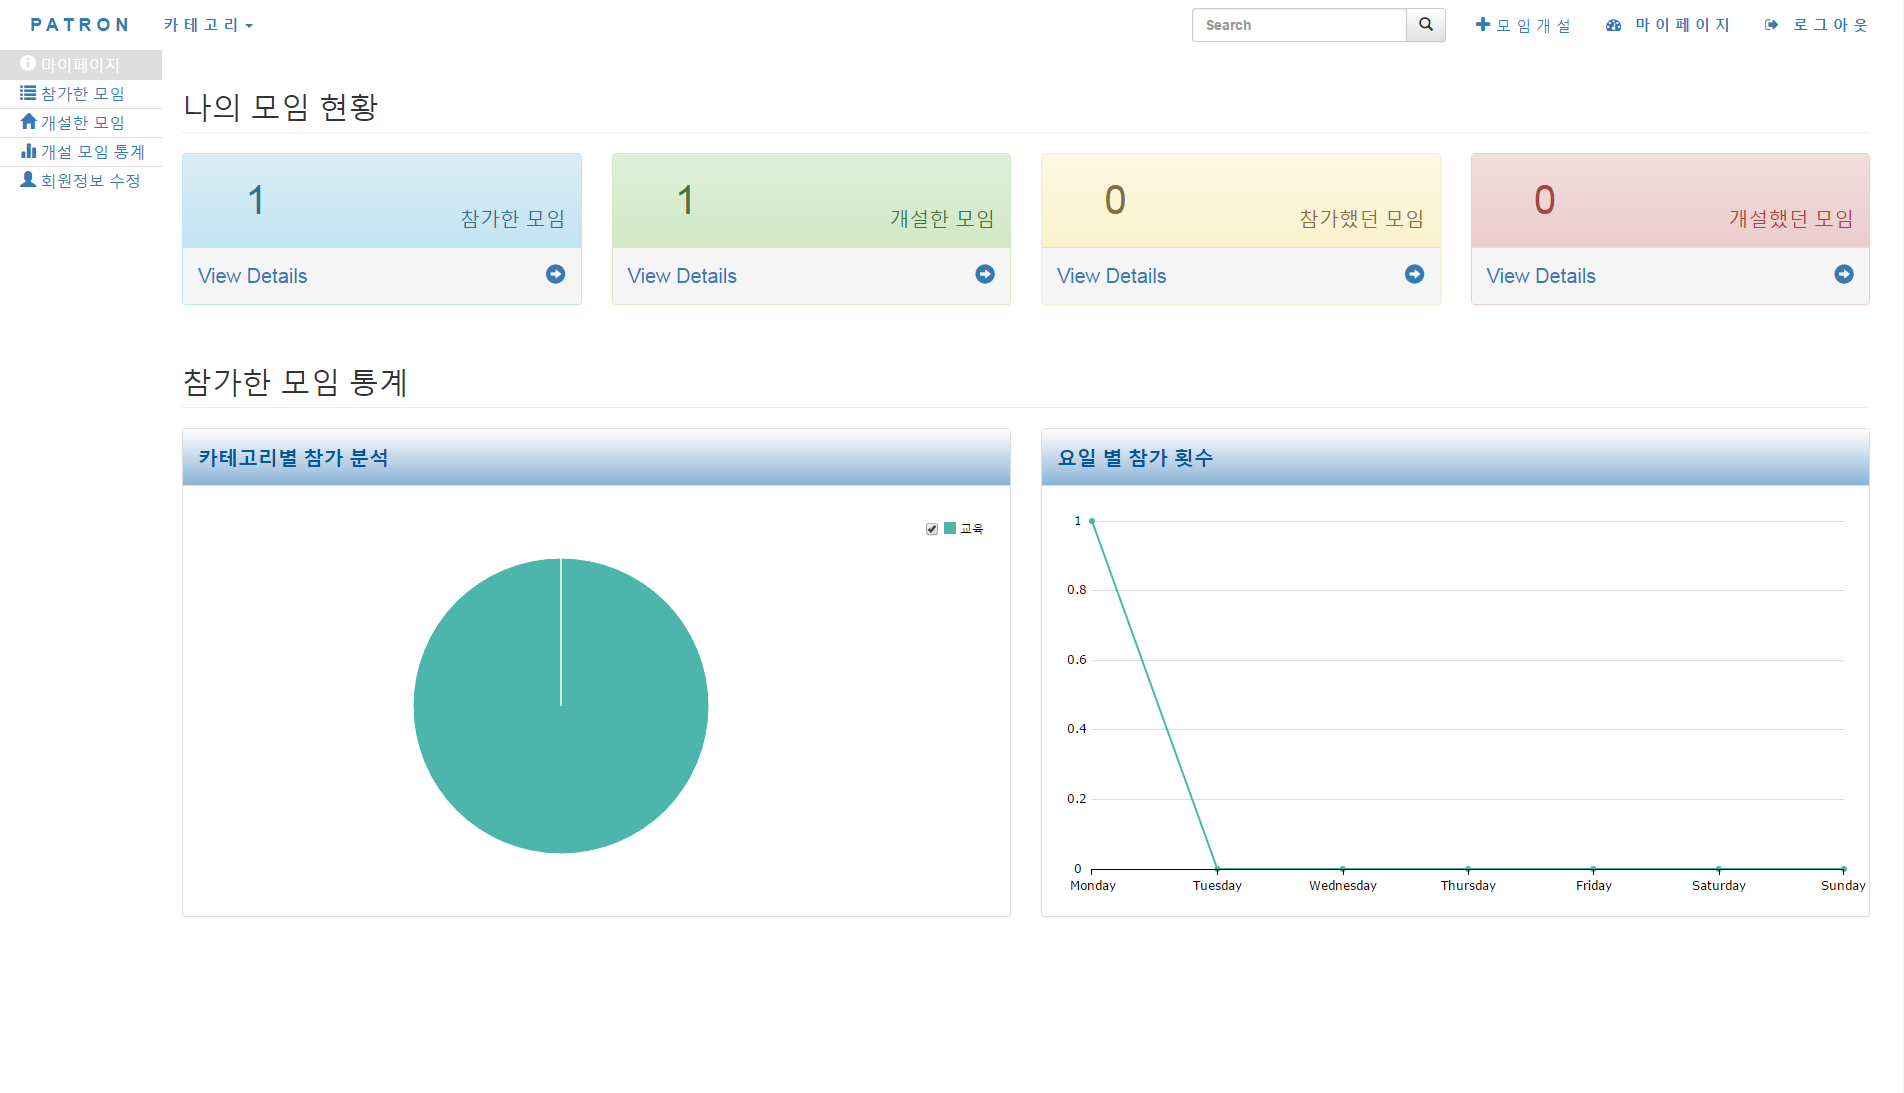 PATRON 카테고리
Search
모임개설
마이페이지
로그아웃
마이페이지
참가한 모임
개설한 모임
개설 모임 통계
회원정보 수정
나의 모임 현황
1
참가한 모임
View Details
1
개설한 모임
View Details
0
참가했던 모임
View Details
0
개설했던 모임
View Details
참가한 모임 통계
카테고리별 참가 분석
교육
요일 별 참가 횟수
1
0.8
0.6
0.4
0.2
0
Monday Tuesday Wednesday Thursday Friday Saturday Sunday